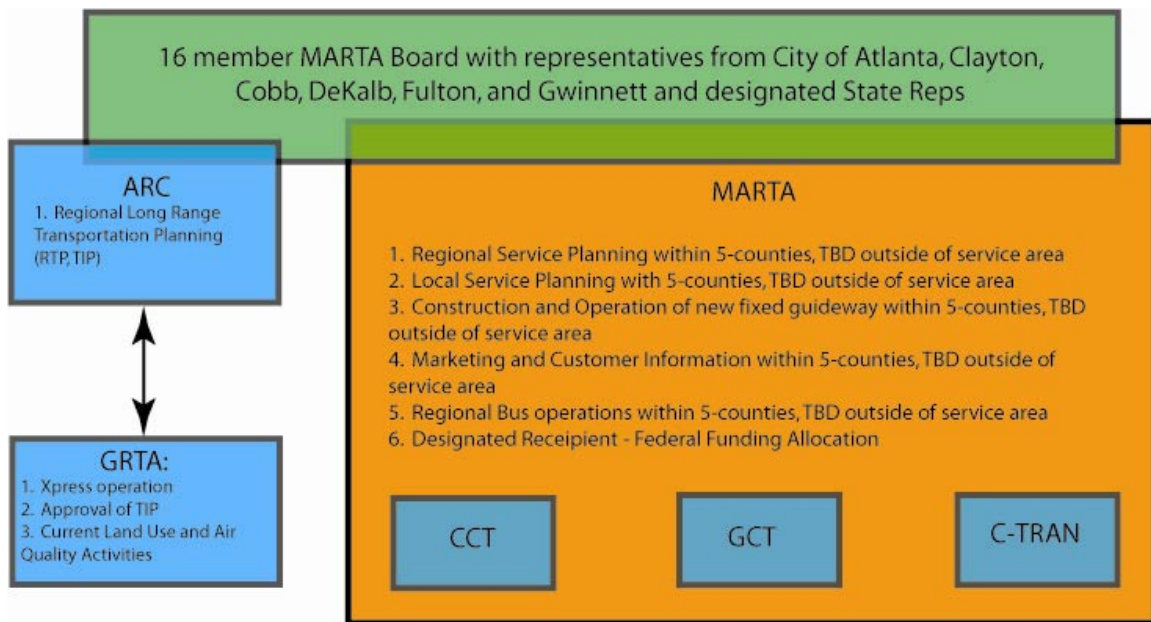 16 member MARTA Board with representatives from City of Atlanta, Clayton,
Cobb, DeKalb, Fulton, and Gwinnett and designated State Reps
ARC
1. Regional Long Range
Transportation Planning
(RTP, TIP)
GRTA:
1. Xpress operation
2. Approval of TIP
3. Current Land Use and Air
Quality Activities
MARTA
1. Regional Service Planning within 5-counties, TBD outside of service area
2. Local Service Planning with 5-counties, TBD outside of service area
3. Construction and Operation of new fixed guideway within 5-counties, TBD
outside of service area
4. Marketing and Customer Information within 5-counties, TBD outside of
service area
5. Regional Bus operations within 5-counties, TBD outside of service area
6. Designated Receipient - Federal Funding Allocation
CCT
GCT
C-TRAN